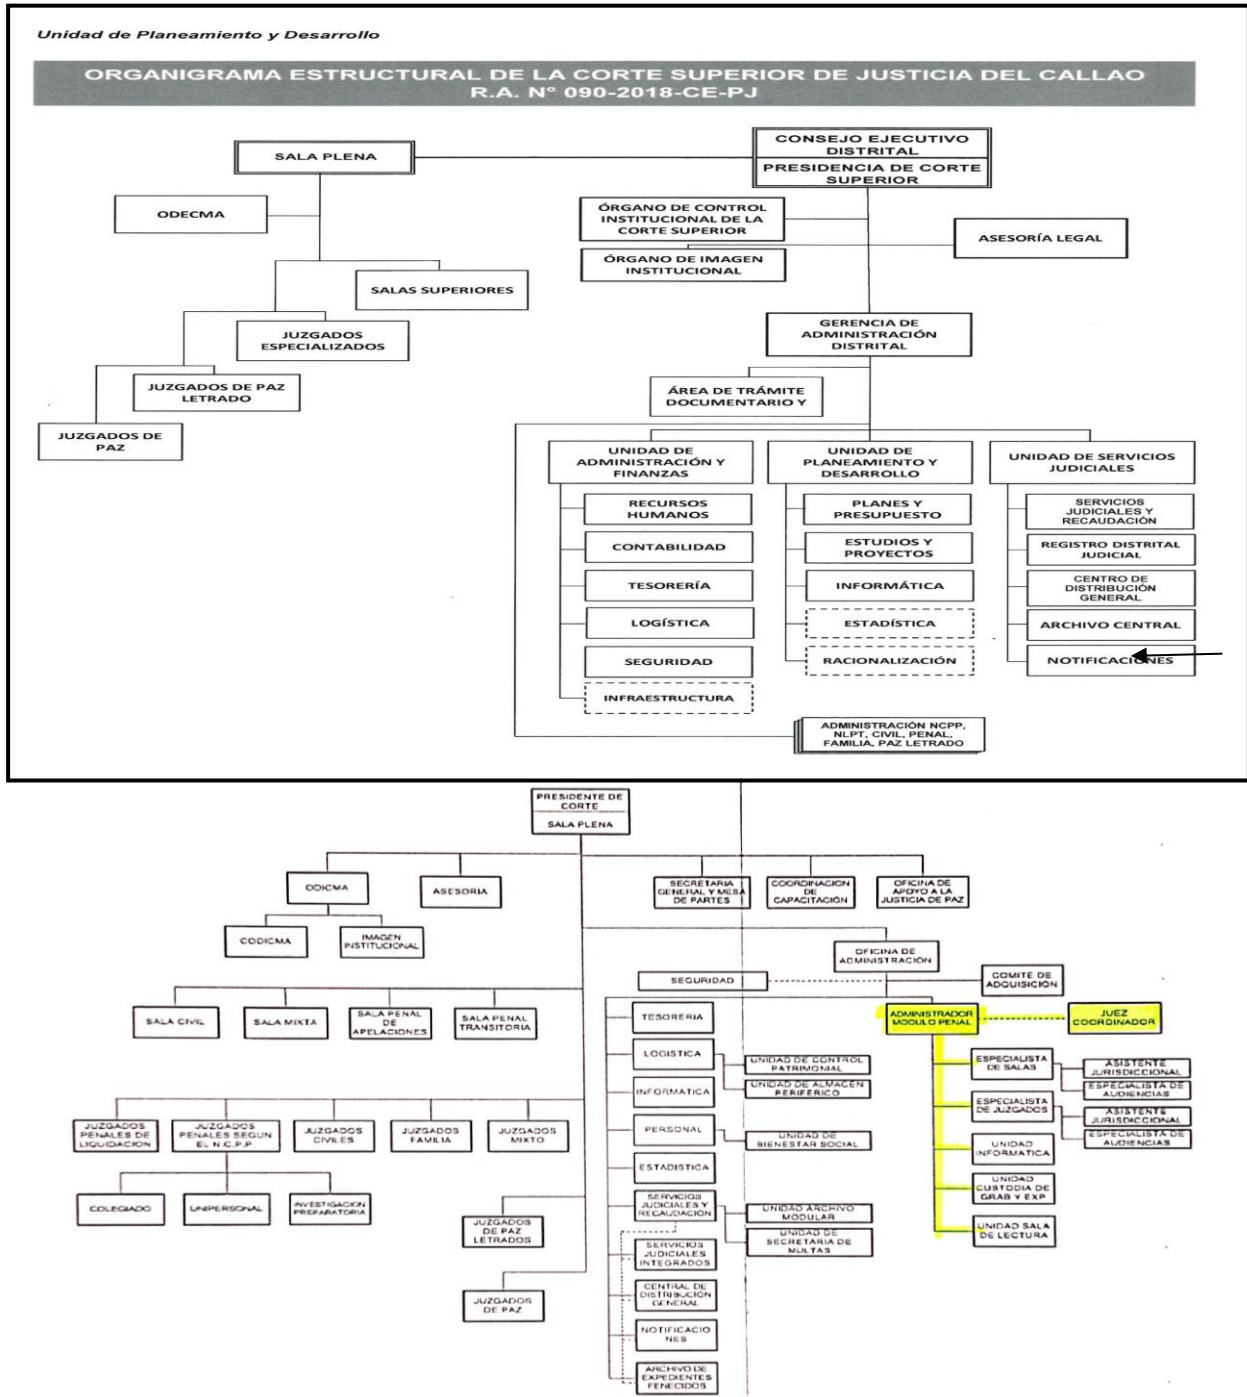 Unidad de Planeamiento y Desarrollo
ORGANIGRAMA ESTRUCTURAL DE LA CORTE SUPERIOR DE JUSTICIA DEL CALLAO
R.A. N° 090-2018-CE-PJ
SALA PLENA
CONSEJO EJECUTIVO
DISTRITAL
PRESIDENCIA DE CORTE
SUPERIOR
ODECMA
ÓRGANO DE CONTROL
INSTITUCIONAL DE LA
CORTE SUPERIOR
ASESORÍA LEGAL
ÓRGANO DE IMAGEN
INSTITUCIONAL
SALAS SUPERIORES
JUZGADOS
ESPECIALIZADOS
GERENCIA DE
ADMINISTRACIÓN
DISTRITAL
JUZGADOS DE PAZ
LETRADO
ÁREA DE TRÁMITE
DOCUMENTARIO Y
JUZGADOS DE
PAZ
UNIDAD DE
ADMINISTRACIÓN Y
FINANZAS
UNIDAD DE
PLANEAMIENTO Y
DESARROLLO
UNIDAD DE SERVICIOS
JUDICIALES
RECURSOS
HUMANOS
PLANES Y
PRESUPUESTO
SERVICIOS
JUDICIALES Y
RECAUDACIÓN
CONTABILIDAD
ESTUDIOS Y
PROYECTOS
REGISTRO DISTRITAL
JUDICIAL
TESORERÍA
INFORMÁTICA
CENTRO DE
DISTRIBUCIÓN
GENERAL
LOGÍSTICA
ESTADÍSTICA
ARCHIVO CENTRAL
SEGURIDAD
RACIONALIZACIÓN
NOTIFICACIONES
INFRAESTRUCTURA
ADMINISTRACIÓN NCPP,
NLPT, CIVIL, PENAL,
FAMILIA, PAZ LETRADO
PRESIDENTE DE
CORTE
SALA PLENA
ODICMA
ASESORIA
SECRETARIA
GENERAL Y MESA
DE PARTES
COORDINACION
DE
CAPACITACIÓN
OFICINA DE
APOYO A LA
JUSTICIA DE PAZ
CODICMA
IMAGEN
INSTITUCIONAL
OFICINA DE
ADMINISTRACIÓN
SEGURIDAD
COMITÉ DE
ADQUISICIÓN
SALA CIVIL
SALA MIXTA
SALA PENAL
DE
APELACIONES
SALA PENAL
TRANSITORIA
TESORERIA
ADMINISTRADOR
MODULO PENAL
JUEZ
COORDINADOR
LOGISTICA
UNIDAD DE CONTROL
PATRIMONIAL
UNIDAD DE ALMACEN
PERIFERICO
ESPECIALISTA
DE SALAS
ASISTENTE
JURISDICCIONAL
ESPECIALISTA DE
AUDIENCIAS
INFORMATICA
ESPECIALISTA
DE JUZGADOS
ASISTENTE
JURISDICCIONAL
ESPECIALISTA DE
AUDIENCIAS
JUZGADOS
PENALES DE
LIQUIDACION
JUZGADOS
PENALES SEGUN
EL N.C.P.P.
JUZGADOS
CIVILES
JUZGADOS
FAMILIA
JUZGADOS
MIXTO
PERSONAL
UNIDAD DE
BIENESTAR SOCIAL
UNIDAD
INFORMATICA
ESTADISTICA
UNIDAD
CUSTODIA DE
GRAB Y EXP
COLEGIADO
UNIPERSONAL
INVESTIGACION
PREPARATORIA
SERVICIOS
JUDICIALES Y
RECAUDACIÓN
UNIDAD ARCHIVO
MODULAR
UNIDAD DE
SECRETARIA DE
MULTAS
UNIDAD SALA
DE LECTURA
JUZGADOS
DE PAZ
LETRADOS
SERVICIOS
JUDICIALES
INTEGRADOS
JUZGADOS
DE PAZ
CENTRAL DE
DISTRIBUCIÓN
GENERAL
NOTIFICACIO
NES
ARCHIVO DE
EXPEDIENTES
FENECIDOS